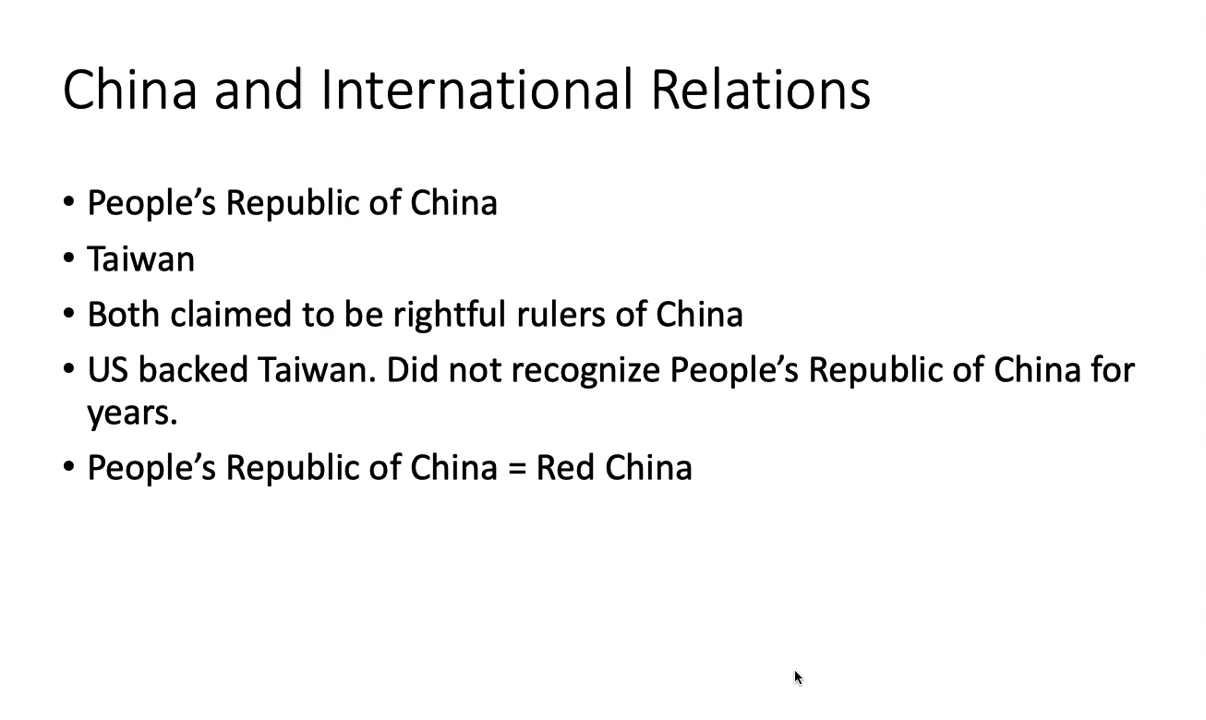 China and International Relations
• People’s Republic of China
• Taiwan
• Both claimed to be rightful rulers of China
• US backed Taiwan. Did not recognize People’s Republic of China for
years.
• People’s Republic of China = Red China